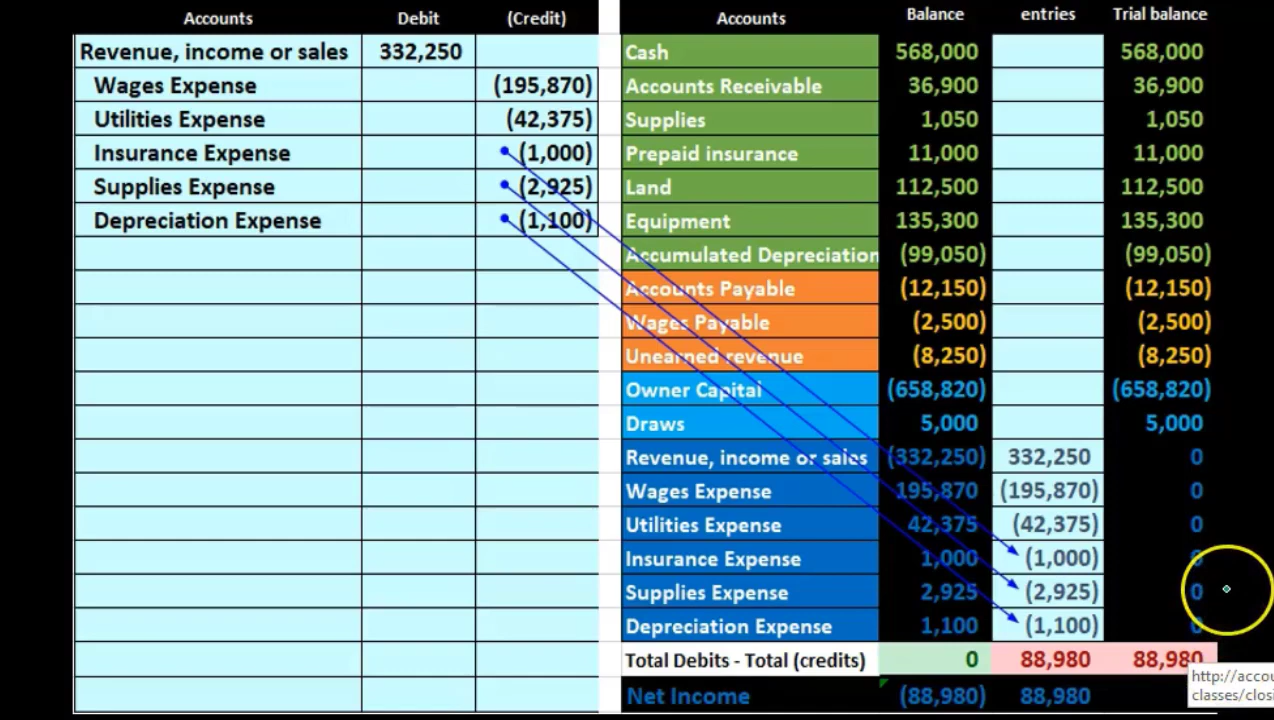 Accounts Debit (Credit)
Revenue, income or sales 332,250
Wages Expense (195,870)
Utilities Expense (42,375)
Insurance Expense (1,000)
Supplies Expense (2,925)
Depreciation Expense (1,100)
Accounts Balance entries Trial balance
Cash 568,000 568,000
Accounts Receivable 36,900 36,900
Supplies 1,050 1,050
Prepaid insurance 11,000 11,000
Land 112,500 112,500
Equipment 135,300 135,300
Accumulated Depreciation (99,050) (99,050)
Accounts Payable (12,150) (12,150)
Wages Payable (2,500) (2,500)
Unearned revenue (8,250) (8,250)
Owner Capital (658,820) (658,820)
Draws 5,000 5,000
Revenue, income or sales (332,250) 332,250 0
Wages Expense 195,870 (195,870) 0
Utilities Expense 42,375 (42,375) 0
Insurance Expense 1,000 (1,000) 0
Supplies Expense 2,925 (2,925) 0
Depreciation Expense 1,100 (1,100) 0
Total Debits - Total (credits) 0 88,980 88,980
Net Income (88,980) 88,980
http://accou
classes/closi